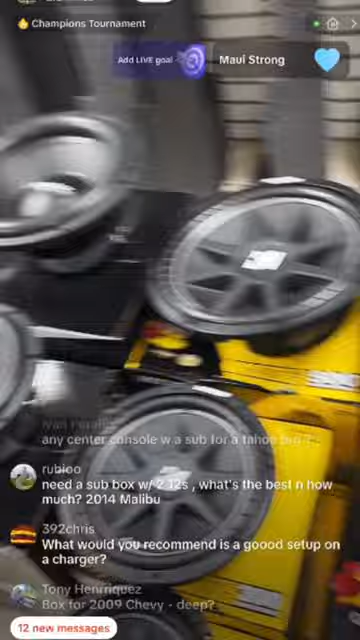 Champions Tournament
Add LIVE goal
Maui Strong
any center console w a sub for a tahoe
rubioo
need a sub box w/ 2 12s , what's the best n how
much? 2014 Malibu
392chris
What would you recommend is a goood setup on
a charger?
Tony Henrriquez
Box for 2009 Chevy - deep?
12 new messages